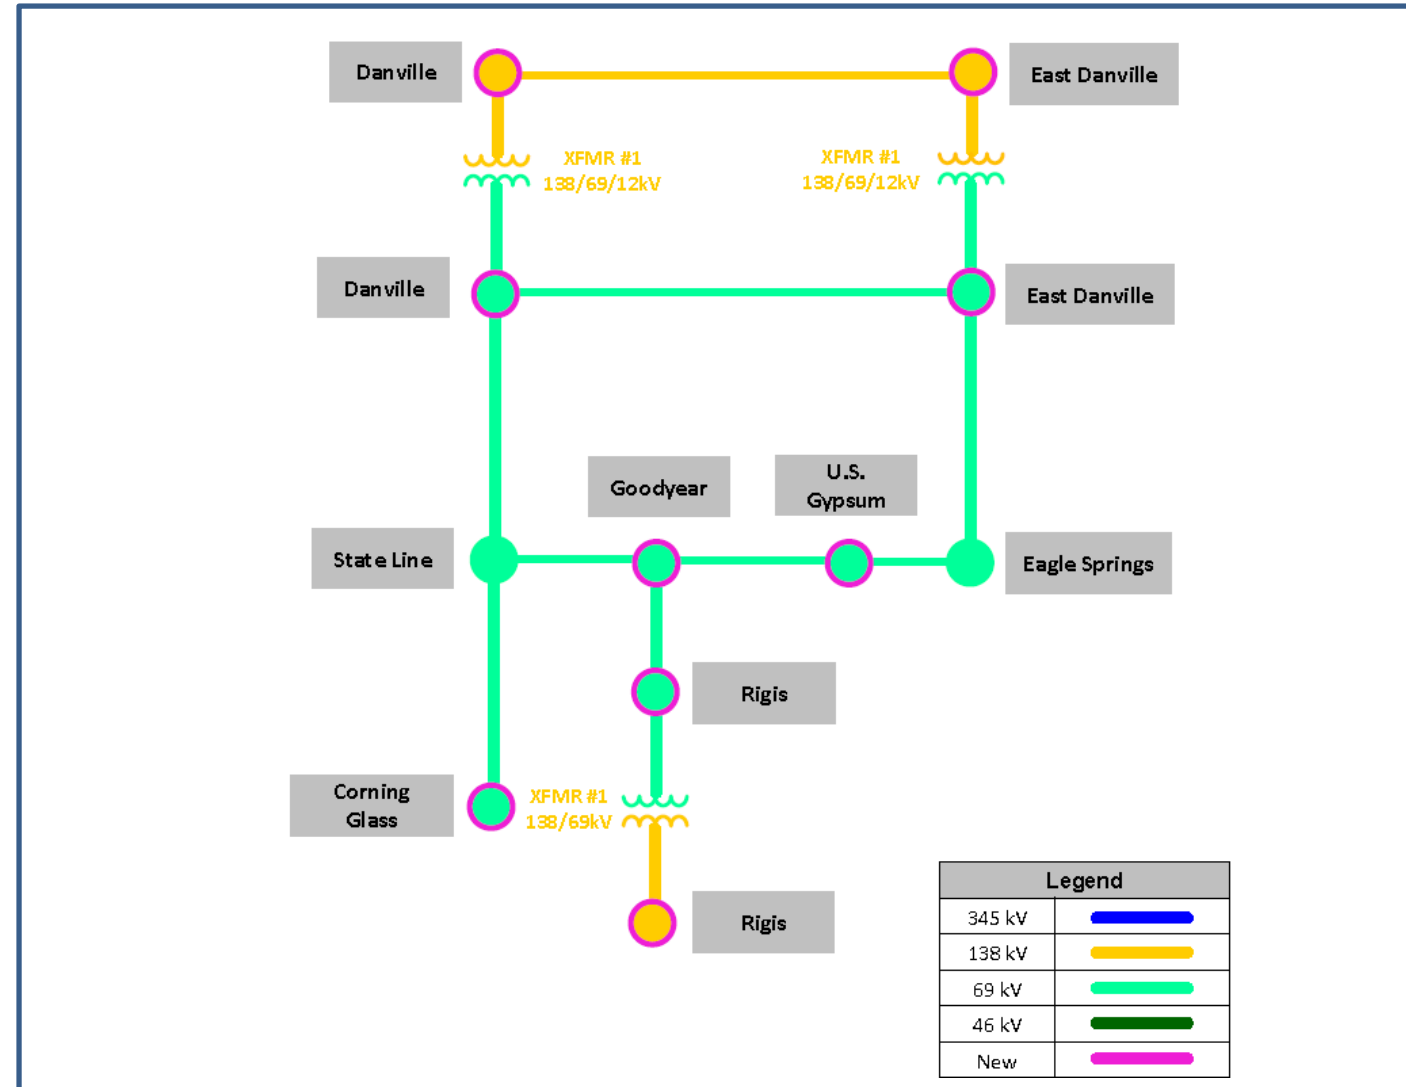 Danville
East Danville
XFMR #1
138/69/12kV
XFMR #1
138/69/12kV
Danville
East Danville
Goodyear
U.S.
Gypsum
State Line
Eagle Springs
Rigis
Corning
Glass
XFMR #1
138/69kV
Rigis
Legend
345 kV
138 kV
69 kV
46 kV
New